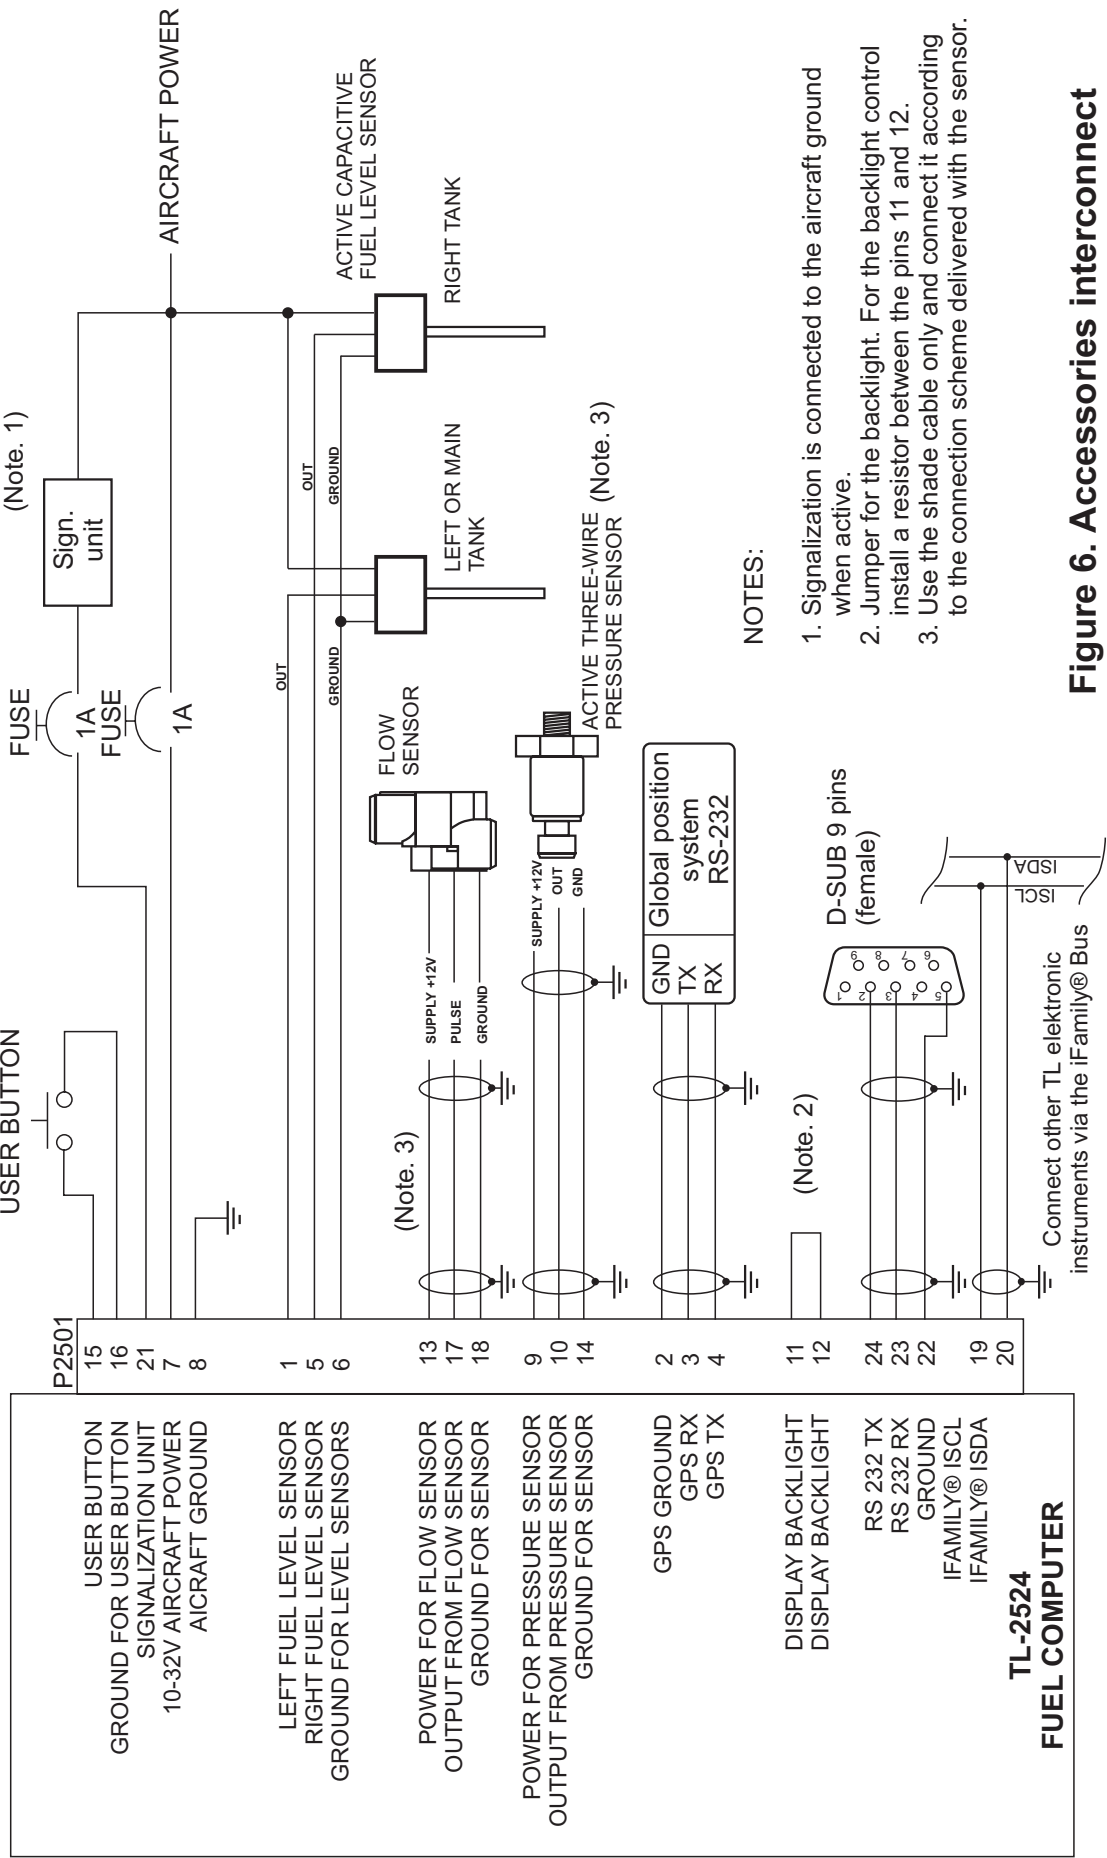 P2501
USER BUTTON 15
GROUND FOR USER BUTTON 16
SIGNALIZATION UNIT 21
10-32V AIRCRAFT POWER 7
AICRAFT GROUND 8
LEFT FUEL LEVEL SENSOR 1
RIGHT FUEL LEVEL SENSOR 5
GROUND FOR LEVEL SENSORS 6
POWER FOR FLOW SENSOR 13
OUTPUT FROM FLOW SENSOR 17
GROUND FOR SENSOR 18
POWER FOR PRESSURE SENSOR 9
OUTPUT FROM PRESSURE SENSOR 10
GROUND FOR SENSOR 14
GPS GROUND 2
GPS RX 3
GPS TX 4
DISPLAY BACKLIGHT 11
DISPLAY BACKLIGHT 12
RS 232 TX 24
RS 232 RX 23
GROUND 22
IFAMILY® ISCL 19
IFAMILY® ISDA 20
TL-2524
FUEL COMPUTER
USER BUTTON
FUSE
1A
FUSE
1A
Sign.
unit
(Note. 1)
AIRCRAFT POWER
OUT
GROUND
OUT
GROUND
LEFT OR MAIN
TANK
ACTIVE CAPACITIVE
FUEL LEVEL SENSOR
RIGHT TANK
(Note. 3)
SUPPLY +12V
PULSE
GROUND
FLOW
SENSOR
SUPPLY +12V
OUT
GND
ACTIVE THREE-WIRE
PRESSURE SENSOR
(Note. 3)
GND
TX
RX
Global position
system
RS-232
(Note. 2)
D-SUB 9 pins
(female)
1
2
3
4
5
6
7
8
9
ISCL
ISDA
Connect other TL elektronic
instruments via the iFamily® Bus
NOTES:
1. Signalization is connected to the aircraft ground
when active.
2. Jumper for the backlight. For the backlight control
install a resistor between the pins 11 and 12.
3. Use the shade cable only and connect it according
to the connection scheme delivered with the sensor.
Figure 6. Accessories interconnect